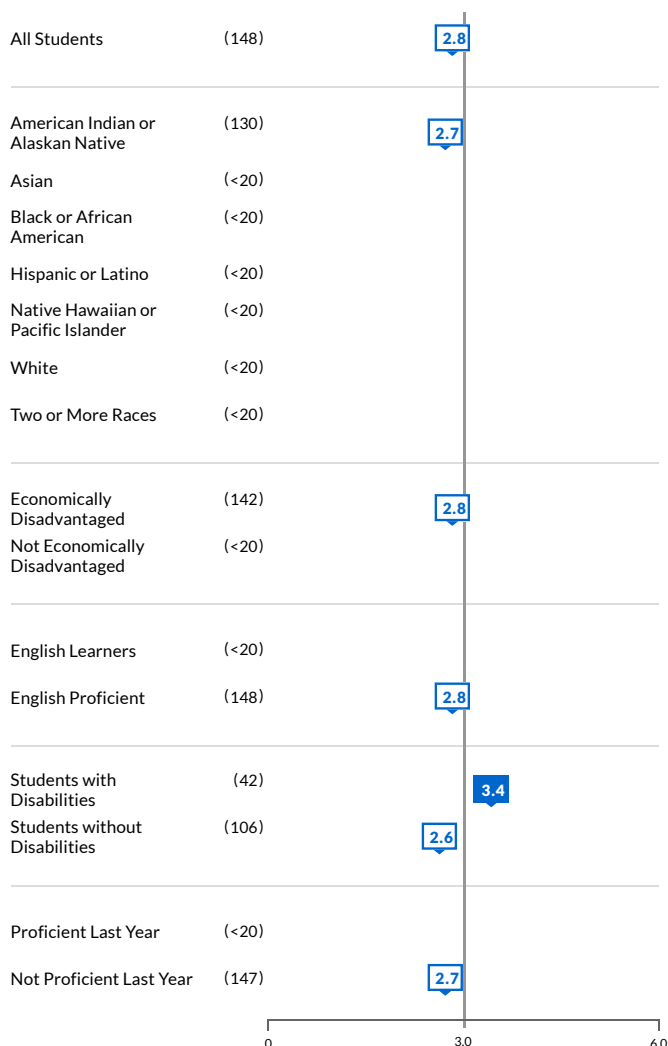 All Students (148) 2.8
American Indian or (130) 2.7
Alaskan Native
Asian (<20)
Black or African (<20)
American
Hispanic or Latino (<20)
Native Hawaiian or (<20)
Pacific Islander
White (<20)
Two or More Races (<20)
Economically (142) 2.8
Disadvantaged
Not Economically (<20)
Disadvantaged
English Learners (<20)
English Proficient (148) 2.8
Students with (42) 3.4
Disabilities
Students without (106) 2.6
Disabilities
Proficient Last Year (<20)
Not Proficient Last Year (147) 2.7
0 3.0 6.0